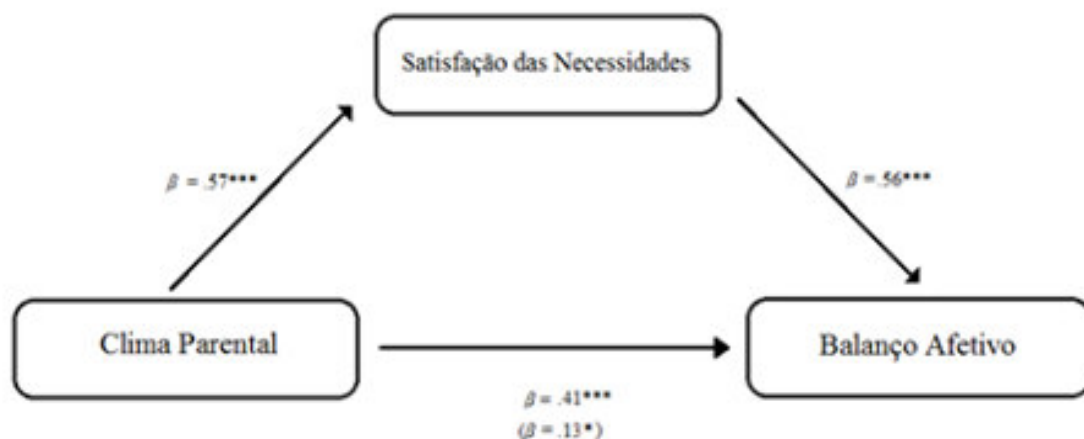 Satisfação das Necessidades
β = .57***
β = .56***
Clima Parental
Balanço Afetivo
β = .41***
(β = .13*)